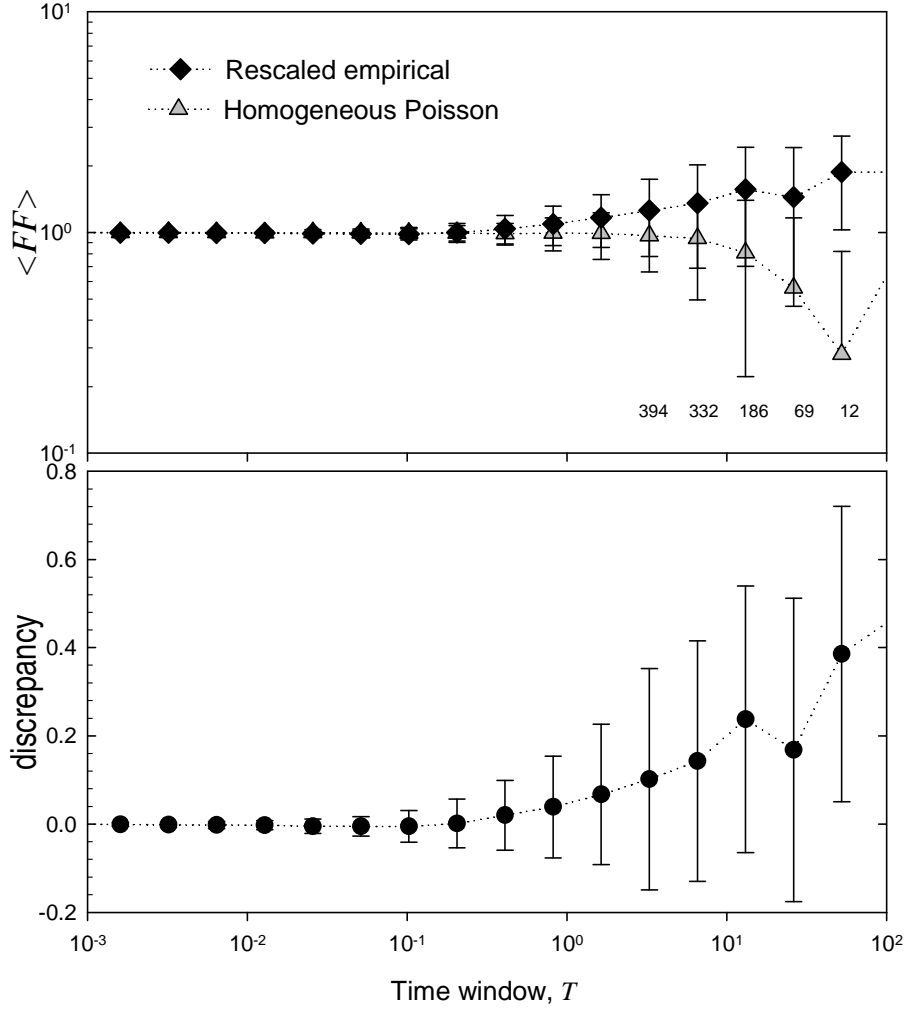 10¹
Rescaled empirical
Homogeneous Poisson
<FF>
10⁰
394 332 186 69 12
10⁻¹
0.8
0.6
0.4
discrepancy
0.2
0.0
-0.2
10⁻³ 10⁻² 10⁻¹ 10⁰ 10¹ 10²
Time window, T